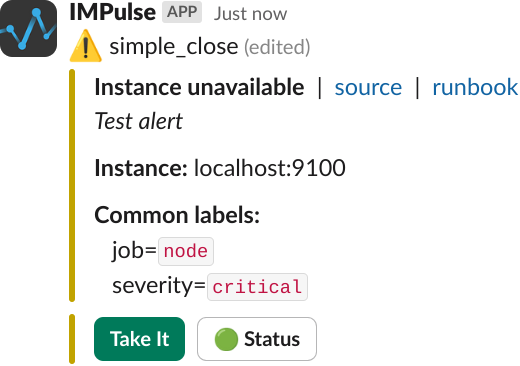 IMPulse APP Just now
⚠️ simple_close (edited)
Instance unavailable | source | runbook
Test alert
Instance: localhost:9100
Common labels:
job=node
severity=critical
Take It 🟢 Status